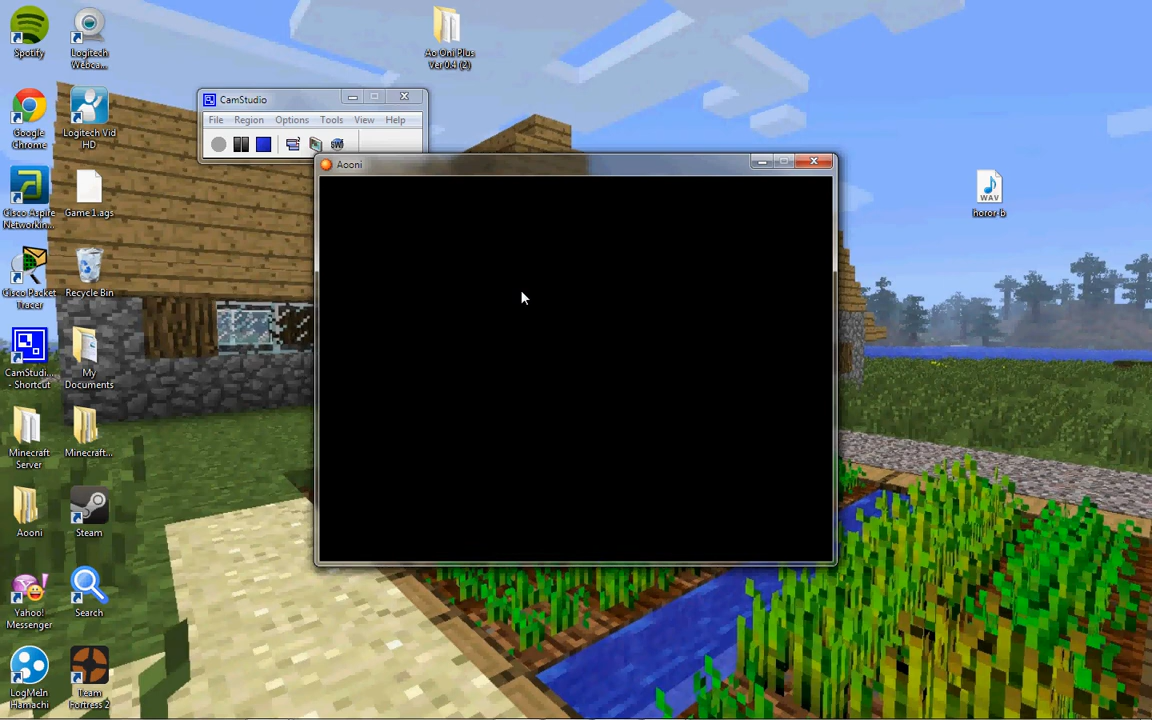 Spotify
Logitech
Webca...
Ao Oni Plus
Ver 0.4 (2)
CamStudio
File Region Options Tools View Help
Google
Chrome
Logitech Vid
HD
Aooni
Cisco Aspire
Networkin...
Game1.ags
WAV
horor-b
Cisco Packet
Tracer
Recycle Bin
CamStudi...
- Shortcut
My
Documents
Minecraft
Server
Minecraft...
Aooni
Steam
Yahoo!
Messenger
Search
LogMeIn
Hamachi
Team
Fortress 2